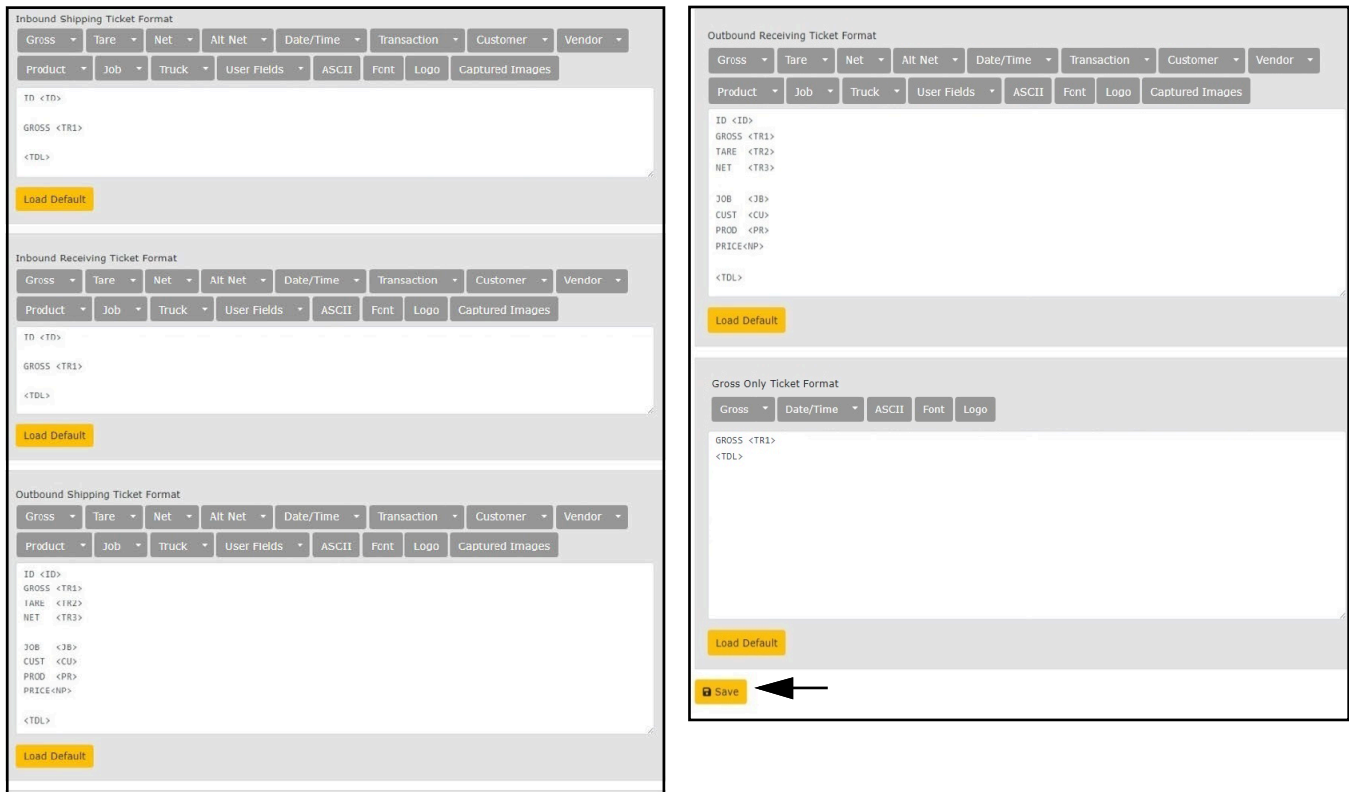 Inbound Shipping Ticket Format
Gross Tare Net Alt Net Date/Time Transaction Customer Vendor
Product Job Truck User Fields ASCII Font Logo Captured Images
ID <ID>
GROSS <TR1>
<TDL>
Load Default
Inbound Receiving Ticket Format
Gross Tare Net Alt Net Date/Time Transaction Customer Vendor
Product Job Truck User Fields ASCII Font Logo Captured Images
ID <ID>
GROSS <TR1>
<TDL>
Load Default
Outbound Shipping Ticket Format
Gross Tare Net Alt Net Date/Time Transaction Customer Vendor
Product Job Truck User Fields ASCII Font Logo Captured Images
ID <ID>
GROSS <TR1>
TARE <TR2>
NET <TR3>
JOB <JB>
CUST <CU>
PROD <PR>
PRICE<NP>
<TDL>
Load Default
Outbound Receiving Ticket Format
Gross Tare Net Alt Net Date/Time Transaction Customer Vendor
Product Job Truck User Fields ASCII Font Logo Captured Images
ID <ID>
GROSS <TR1>
TARE <TR2>
NET <TR3>
JOB <JB>
CUST <CU>
PROD <PR>
PRICE<NP>
<TDL>
Load Default
Gross Only Ticket Format
Gross Date/Time ASCII Font Logo
GROSS <TR1>
<TDL>
Load Default
Save